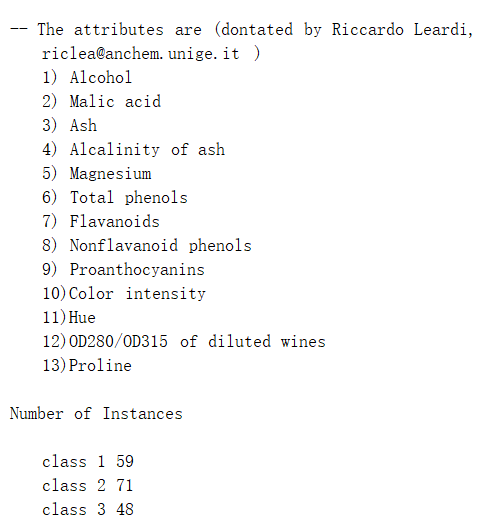 -- The attributes are (dontated by Riccardo Leardi,
riclea@anchem.unige.it )
1) Alcohol
2) Malic acid
3) Ash
4) Alcalinity of ash
5) Magnesium
6) Total phenols
7) Flavanoids
8) Nonflavanoid phenols
9) Proanthocyanins
10)Color intensity
11)Hue
12)OD280/OD315 of diluted wines
13)Proline
Number of Instances
class 1 59
class 2 71
class 3 48